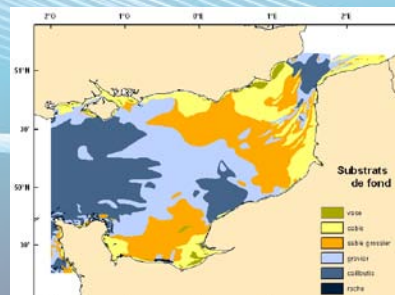 2°O 1°O 0°E 1°E 2°E
51°N
30'
50°N
30'
Substrats
de fond
vase
sable
sable grossier
gravier
cailloutis
roche